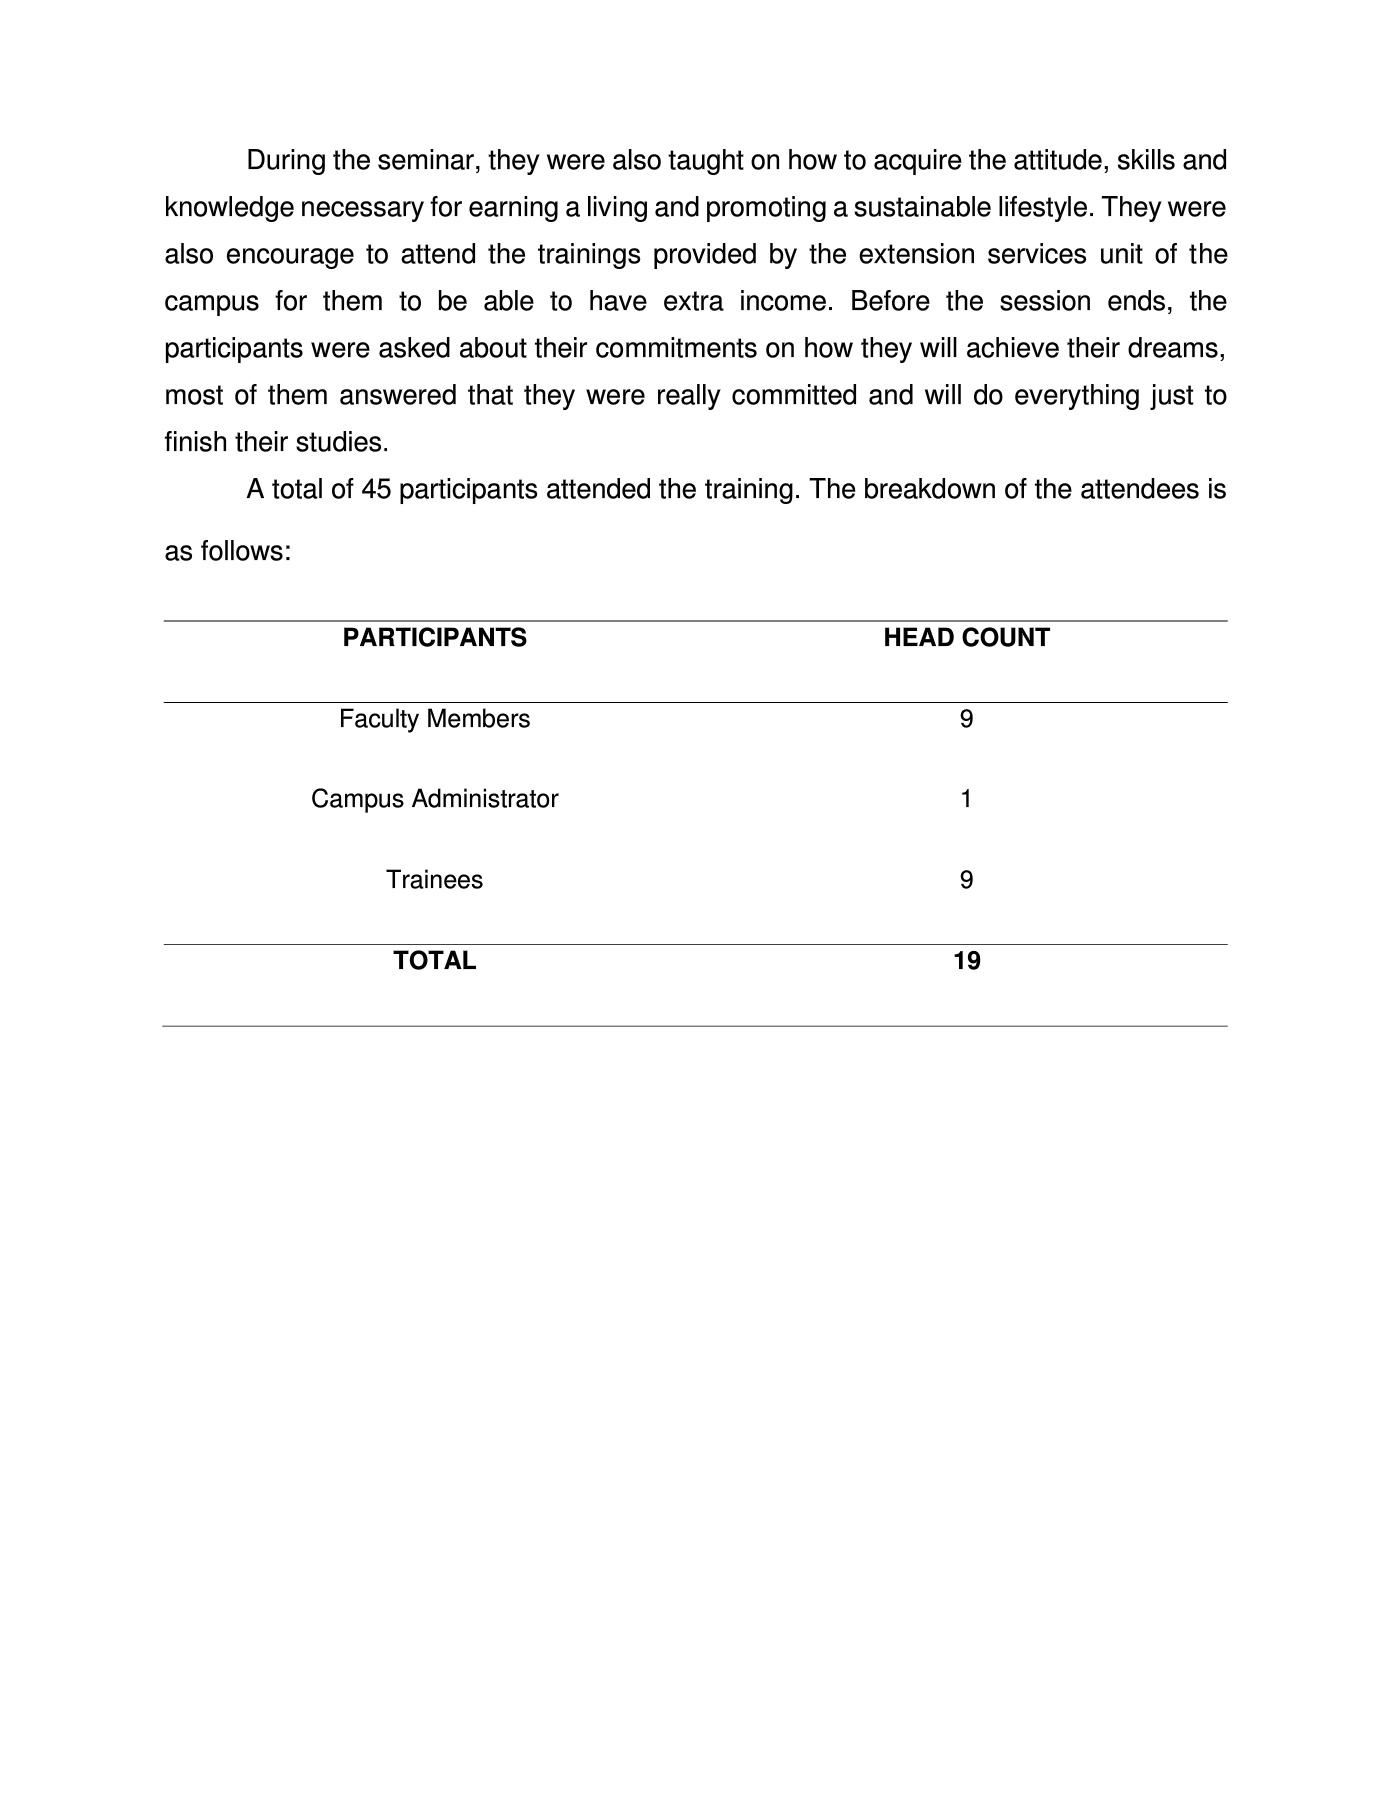 During the seminar, they were also taught on how to acquire the attitude, skills and
knowledge necessary for earning a living and promoting a sustainable lifestyle. They were
also encourage to attend the trainings provided by the extension services unit of the
campus for them to be able to have extra income. Before the session ends, the
participants were asked about their commitments on how they will achieve their dreams,
most of them answered that they were really committed and will do everything just to
finish their studies.
A total of 45 participants attended the training. The breakdown of the attendees is
as follows:
PARTICIPANTS HEAD COUNT
Faculty Members 9
Campus Administrator 1
Trainees 9
TOTAL 19